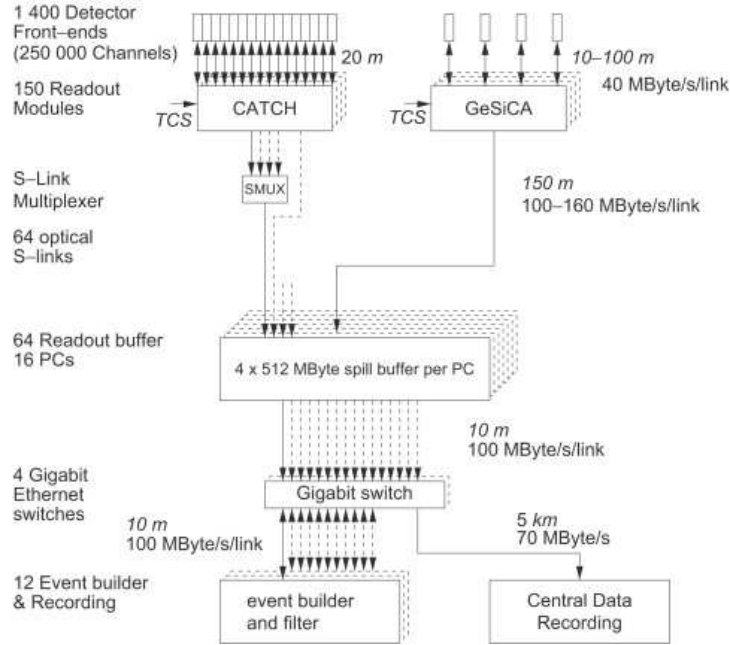 1 400 Detector
Front–ends
(250 000 Channels)
20 m
10–100 m
40 MByte/s/link
150 Readout
Modules
TCS
CATCH
TCS
GeSiCA
S–Link
Multiplexer
SMUX
150 m
100–160 MByte/s/link
64 optical
S–links
64 Readout buffer
16 PCs
4 x 512 MByte spill buffer per PC
10 m
100 MByte/s/link
4 Gigabit
Ethernet
switches
Gigabit switch
10 m
100 MByte/s/link
5 km
70 MByte/s
12 Event builder
& Recording
event builder
and filter
Central Data
Recording